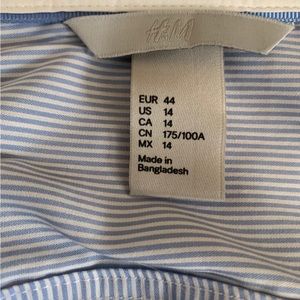 H&M
EUR 44
US 14
CA 14
CN 175/100A
MX 14
Made in
Bangladesh